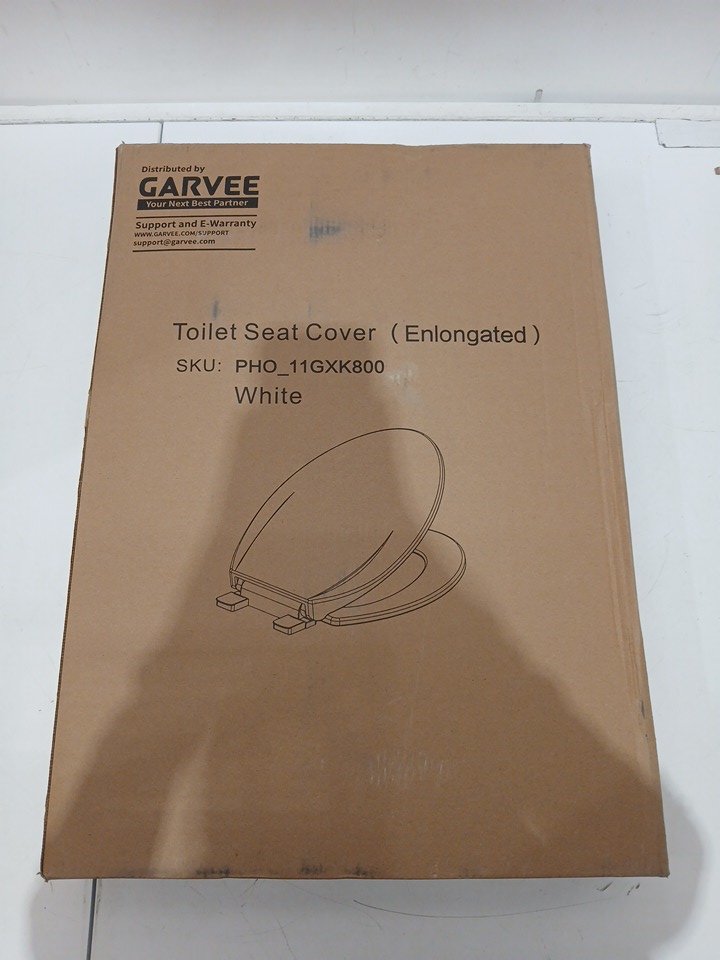 Distributed by
GARVEE
Your Next Best Partner
Support and E-Warranty
WWW.GARVEE.COM/SUPPORT
support@garvee.com
Toilet Seat Cover ( Enlongated )
SKU: PHO_11GXK800
White